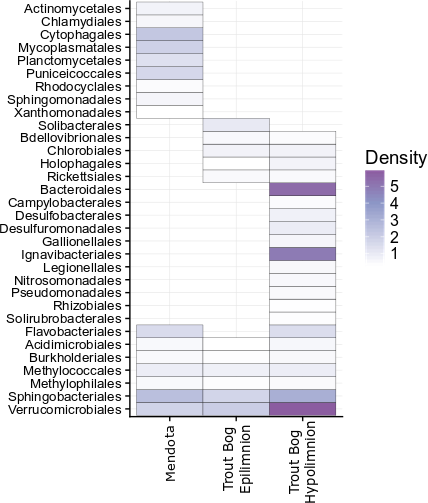 Actinomycetales
Chlamydiales
Cytophagales
Mycoplasmatales
Planctomycetales
Puniceicoccales
Rhodocyclales
Sphingomonadales
Xanthomonadales
Solibacterales
Bdellovibrionales
Chlorobiales
Holophagales
Rickettsiales
Bacteroidales
Campylobacterales
Desulfobacterales
Desulfuromonadales
Gallionellales
Ignavibacteriales
Legionellales
Nitrosomonadales
Pseudomonadales
Rhizobiales
Solirubrobacterales
Flavobacteriales
Acidimicrobiales
Burkholderiales
Methylococcales
Methylophilales
Sphingobacteriales
Verrucomicrobiales
Mendota
Trout Bog
Epilimnion
Trout Bog
Hypolimnion
Density
5
4
3
2
1